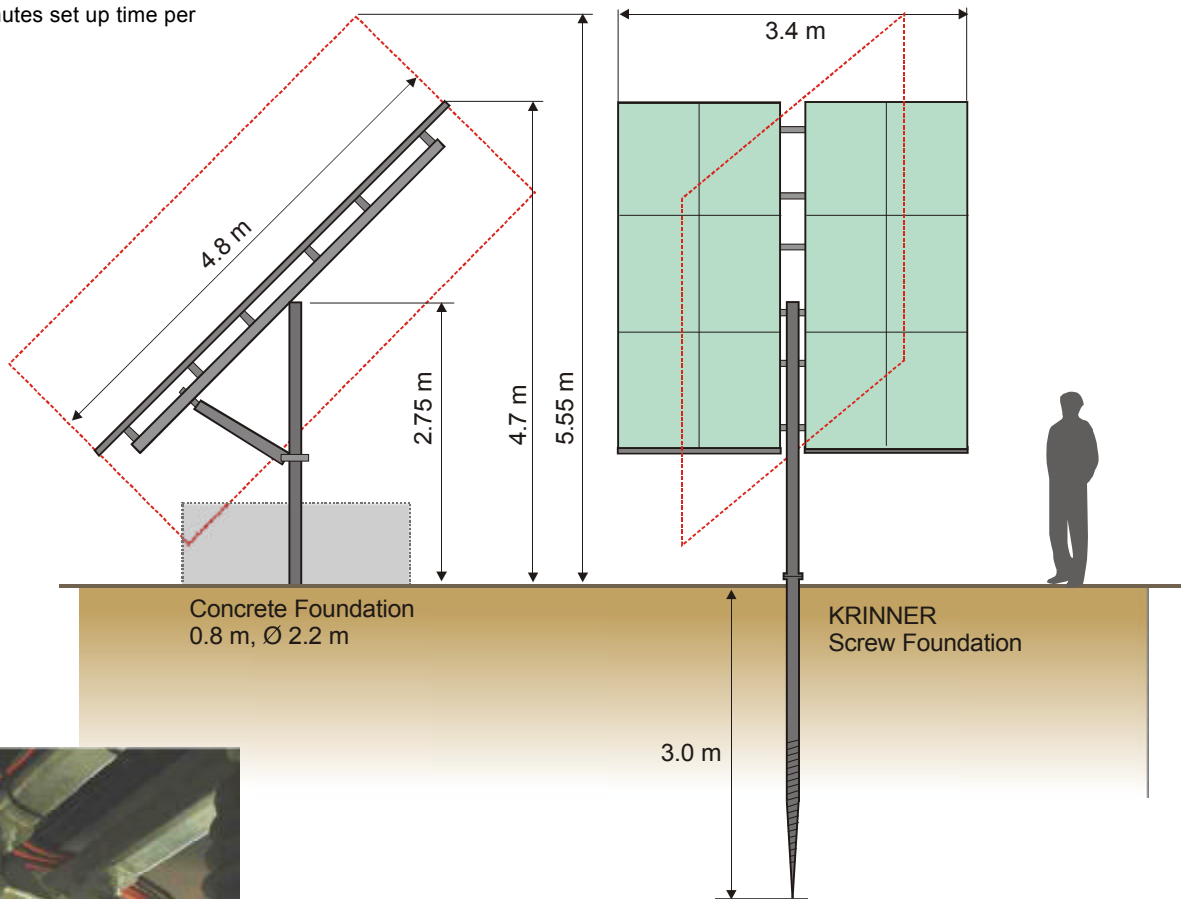 set up time per
3.4 m
4.8 m
2.75 m
4.7 m
5.55 m
Concrete Foundation
0.8 m, Ø 2.2 m
KRINNER
Screw Foundation
3.0 m